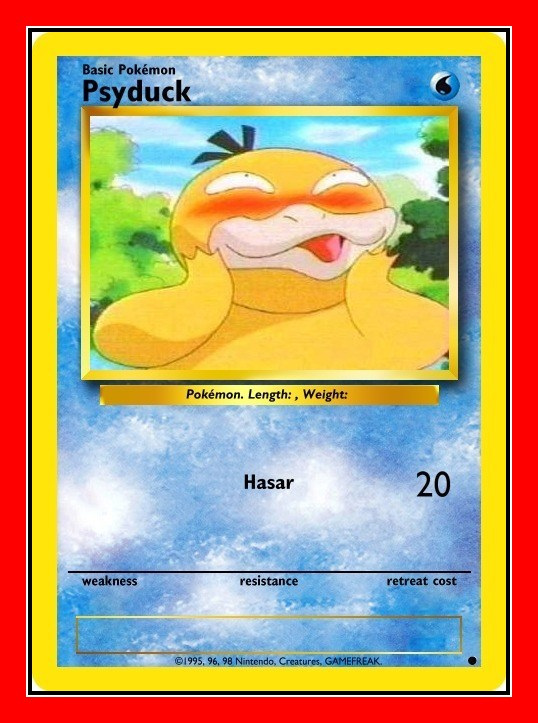 Basic Pokémon
Psyduck
Pokémon. Length: , Weight:
Hasar 20
weakness resistance retreat cost
©1995, 96, 98 Nintendo, Creatures, GAMEFREAK.